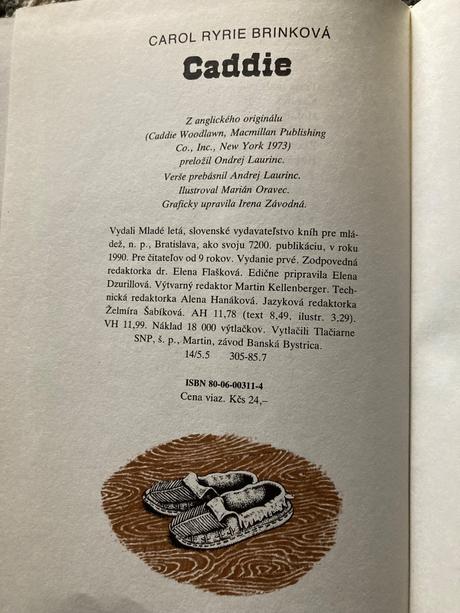 CAROL RYRIE BRINKOVÁ
Caddie
Z anglického originálu
(Caddie Woodlawn, Macmillan Publishing
Co., Inc., New York 1973)
preložil Ondrej Laurinc.
Verše prebásnil Andrej Laurinc.
Ilustroval Marián Oravec.
Graficky upravila Irena Závodná.
Vydali Mladé letá, slovenské vydavateľstvo kníh pre mlá-
dež, n. p., Bratislava, ako svoju 7200. publikáciu, v roku
1990. Pre čitateľov od 9 rokov. Vydanie prvé. Zodpovedná
redaktorka dr. Elena Flašková. Edične pripravila Elena
Dzurillová. Výtvarný redaktor Martin Kellenberger. Tech-
nická redaktorka Alena Hanáková. Jazyková redaktorka
Želmíra Šabíková. AH 11,78 (text 8,49, ilustr. 3,29).
VH 11,99. Náklad 18 000 výtlačkov. Vytlačili Tlačiarne
SNP, š. p., Martin, závod Banská Bystrica.
14/5.5 305-85.7
ISBN 80-06-00311-4
Cena viaz. Kčs 24,–